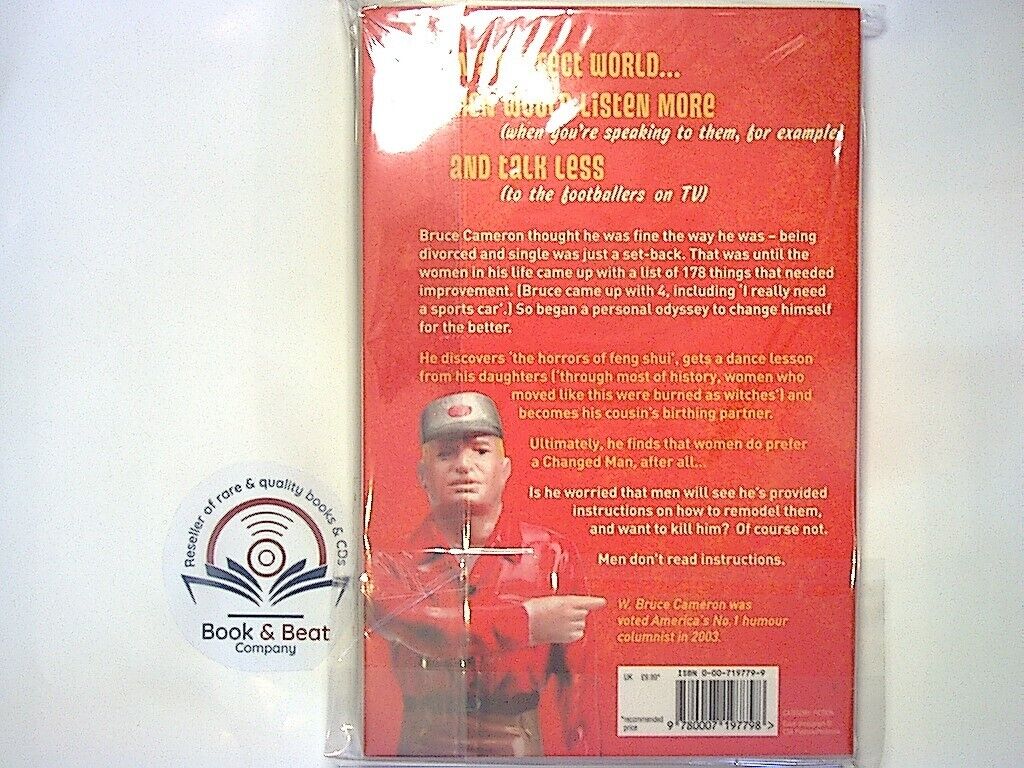 WORLD...
Listen MORE
(when you're speaking to them, for example)
AND taLK Less
(to the footballers on TV)
Bruce Cameron thought he was fine the way he was – being
divorced and single was just a set-back. That was until the
women in his life came up with a list of 178 things that needed
improvement. (Bruce came up with 4, including 'I really need
a sports car'.) So began a personal odyssey to change himself
for the better.
He discovers 'the horrors of feng shui', gets a dance lesson
from his daughters ('through most of history, women who
moved like this were burned as witches') and
becomes his cousin's birthing partner.
Ultimately, he finds that women do prefer
a Changed Man, after all...
Is he worried that men will see he's provided
instructions on how to remodel them,
and want to kill him? Of course not.
Men don't read instructions.
W. Bruce Cameron was
voted America's No.1 humour
columnist in 2003.
UK £9.99*
ISBN 0-00-719779-9
*recommended
price
9 780007 197798 >
Reseller of rare & quality books & CDs
Book & Beat
Company